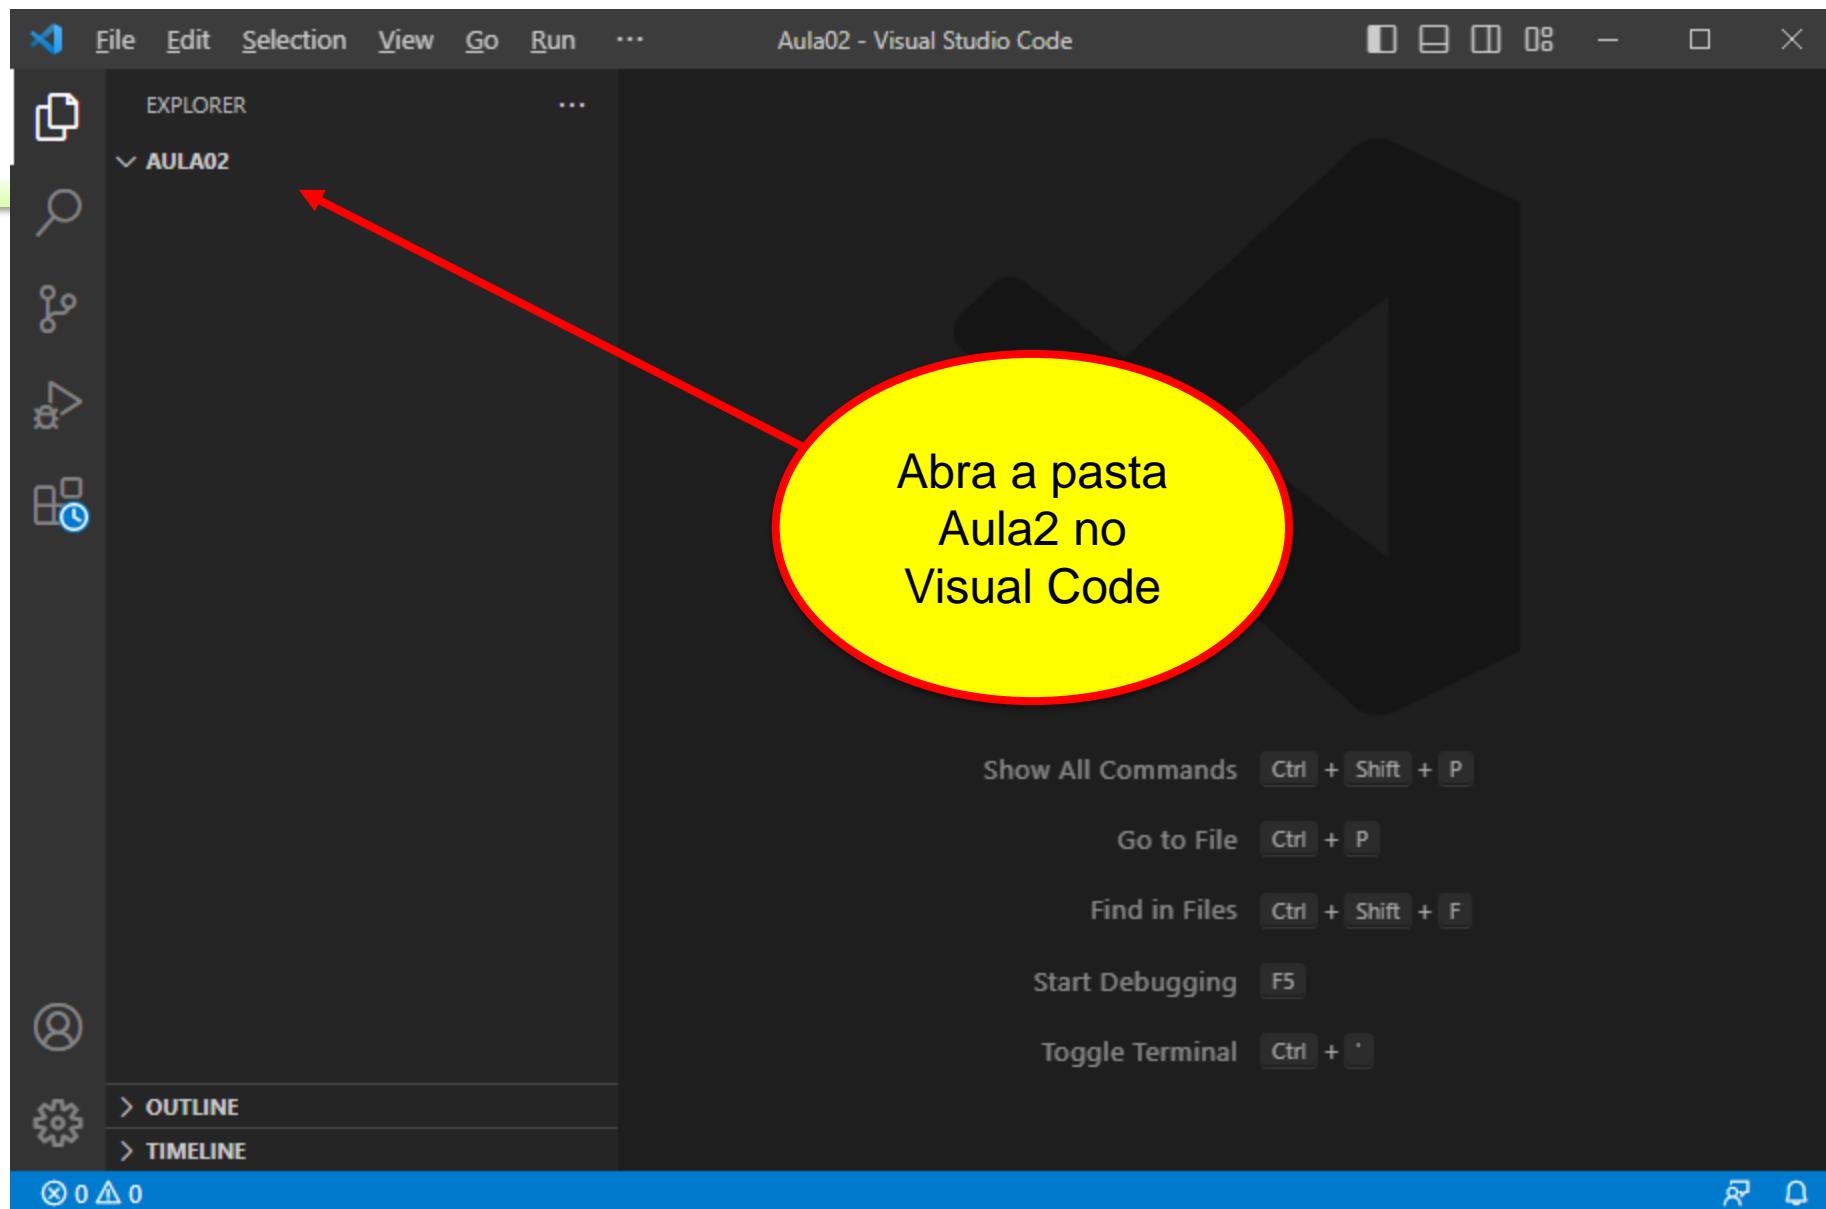 File Edit Selection View Go Run ··· Aula02 - Visual Studio Code
EXPLORER ···
AULA02
Abra a pasta
Aula2 no
Visual Code
Show All Commands Ctrl + Shift + P
Go to File Ctrl + P
Find in Files Ctrl + Shift + F
Start Debugging F5
Toggle Terminal Ctrl + '
OUTLINE
TIMELINE
0 0